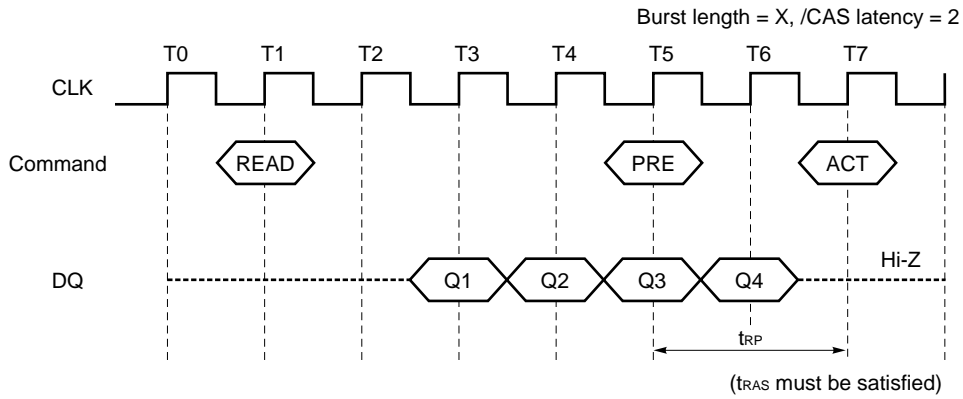 Burst length = X, /CAS latency = 2
T0 T1 T2 T3 T4 T5 T6 T7
CLK
Command READ PRE ACT
Hi-Z
DQ Q1 Q2 Q3 Q4
tRP
(tRAS must be satisfied)